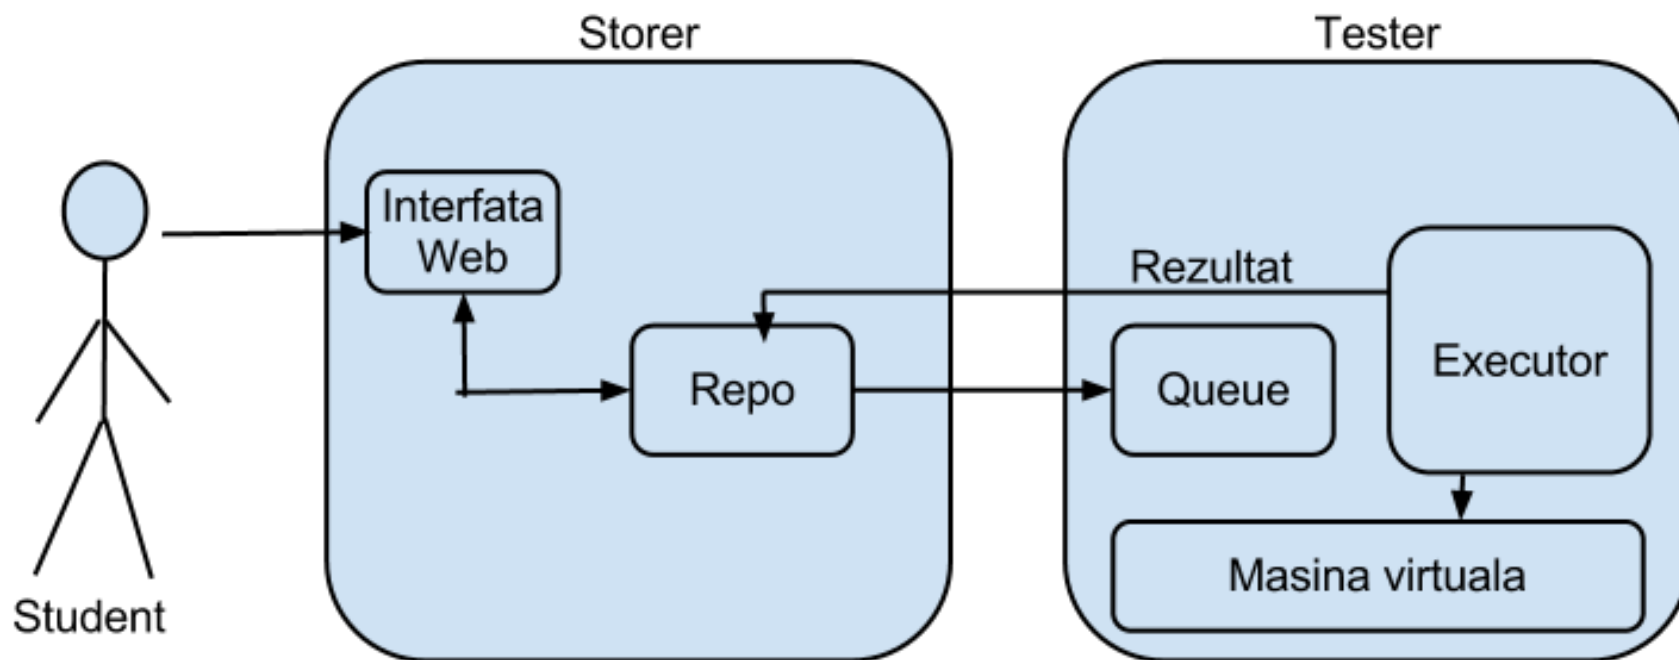 Storer
Tester
Interfata
Web
Rezultat
Repo
Queue
Executor
Masina virtuala
Student